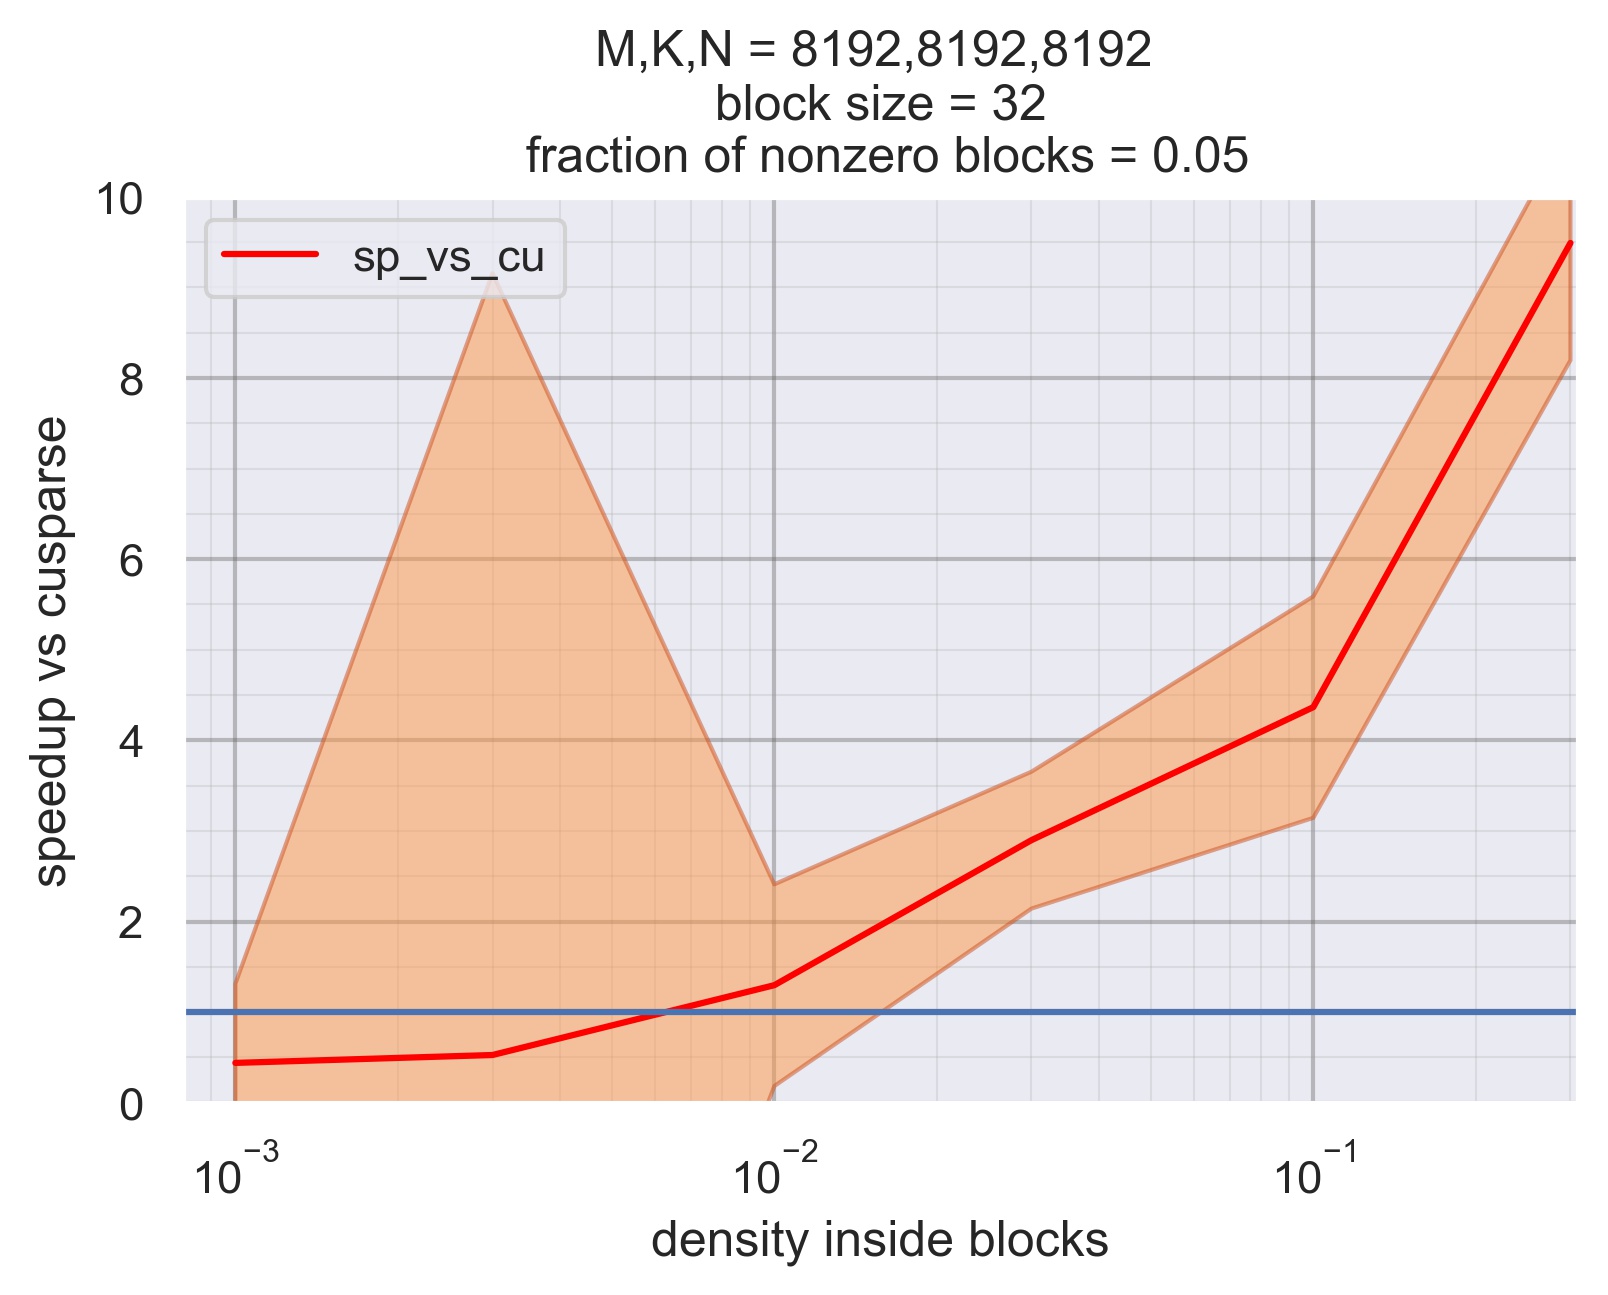 M,K,N = 8192,8192,8192
block size = 32
fraction of nonzero blocks = 0.05
sp_vs_cu
speedup vs cusparse
10
8
6
4
2
0
10⁻³
10⁻²
10⁻¹
density inside blocks